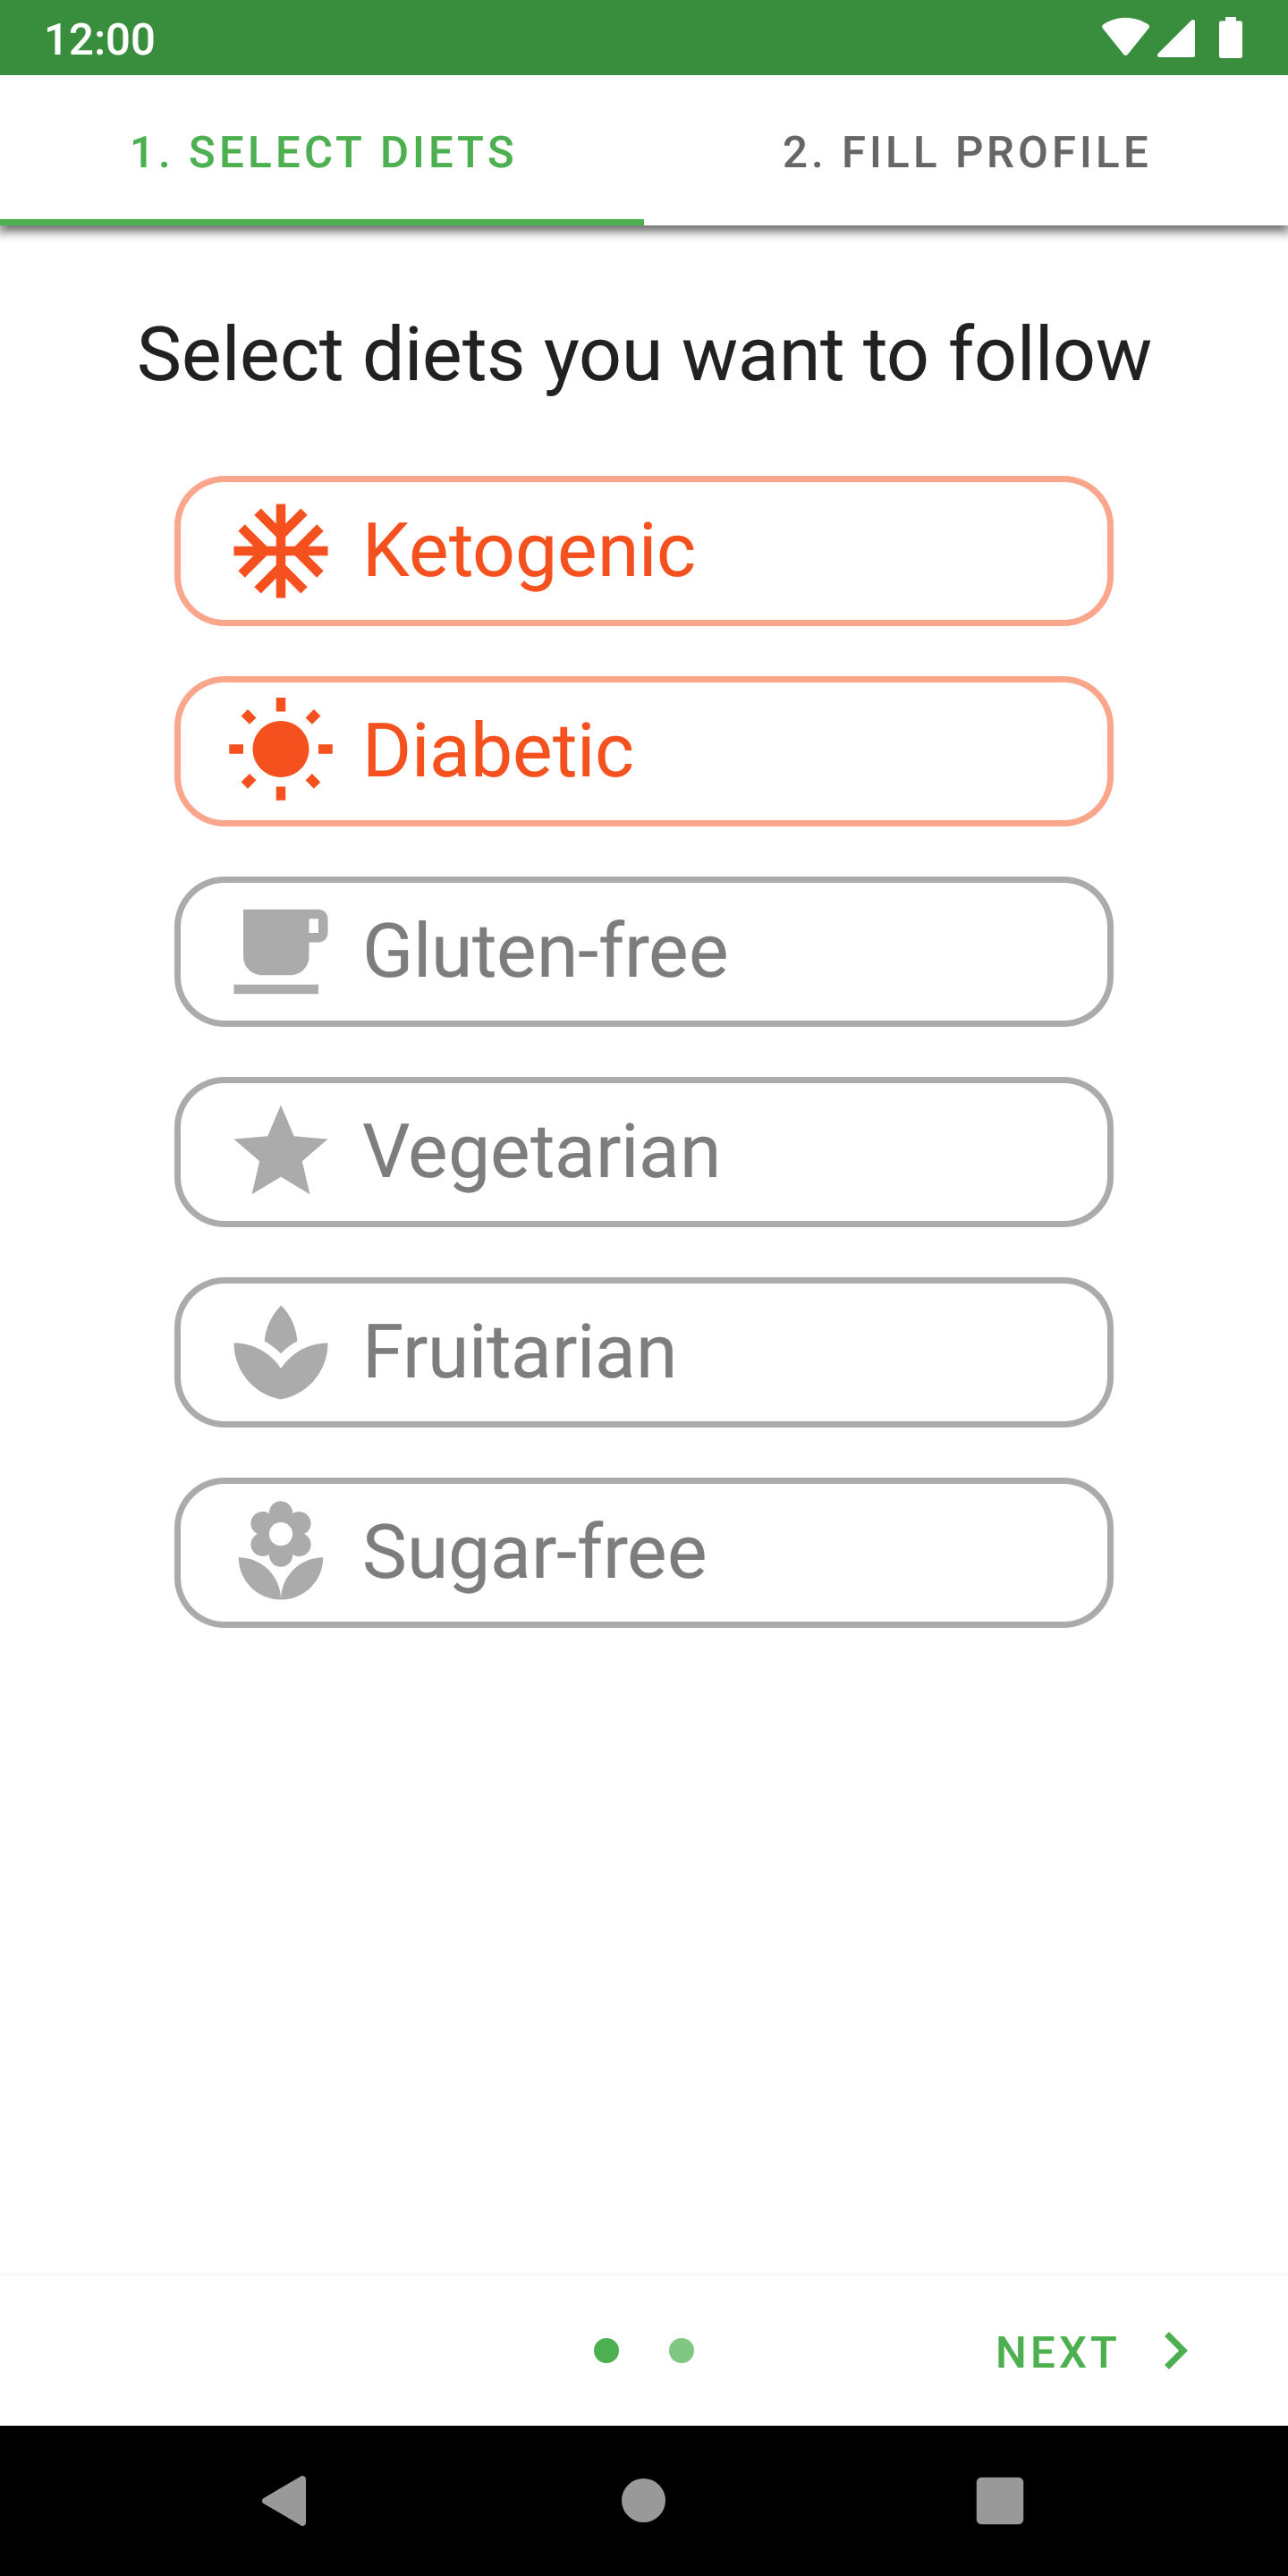 12:00
1. SELECT DIETS
2. FILL PROFILE
Select diets you want to follow
Ketogenic
Diabetic
Gluten-free
Vegetarian
Fruitarian
Sugar-free
NEXT